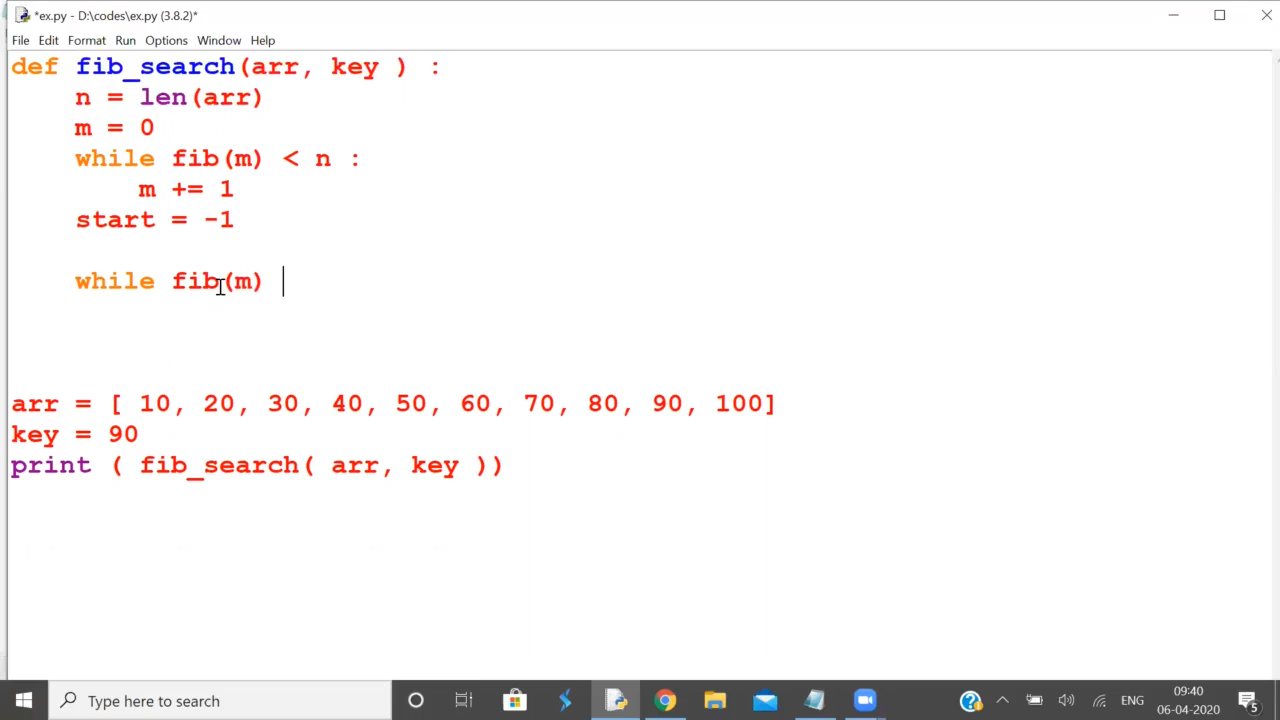 *ex.py - D:\codes\ex.py (3.8.2)*
File Edit Format Run Options Window Help
def fib_search(arr, key ) :
    n = len(arr)
    m = 0
    while fib(m) < n :
        m += 1
    start = -1
    while fib(m)
arr = [ 10, 20, 30, 40, 50, 60, 70, 80, 90, 100]
key = 90
print ( fib_search( arr, key ))
Type here to search
ENG
09:40
06-04-2020
5